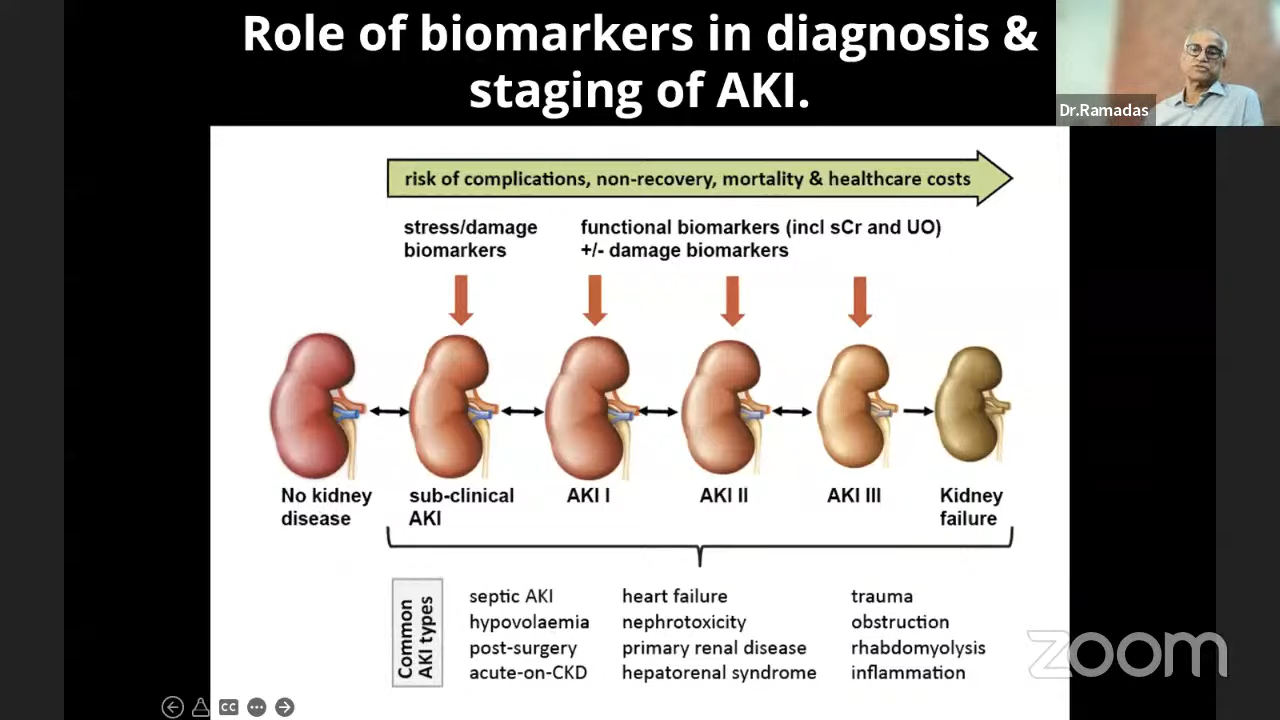 Role of biomarkers in diagnosis &
staging of AKI.
Dr.Ramadas
risk of complications, non-recovery, mortality & healthcare costs
stress/damage
biomarkers
functional biomarkers (incl sCr and UO)
+/- damage biomarkers
No kidney
disease
sub-clinical
AKI
AKI I
AKI II
AKI III
Kidney
failure
Common
AKI types
septic AKI
hypovolaemia
post-surgery
acute-on-CKD
heart failure
nephrotoxicity
primary renal disease
hepatorenal syndrome
trauma
obstruction
rhabdomyolysis
inflammation
zoom
CC